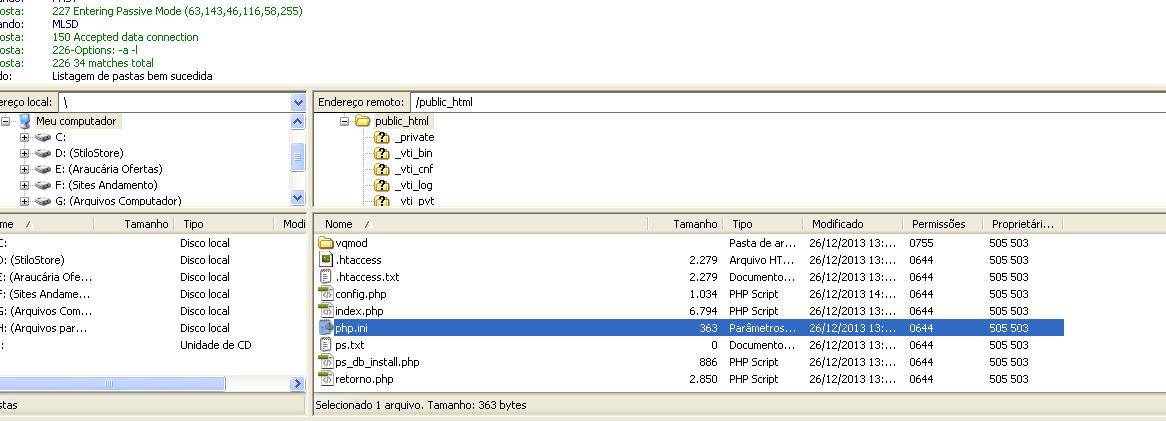 227 Entering Passive Mode (63,143,46,116,58,255)
osta:
ando: MLSD
osta: 150 Accepted data connection
osta: 226-Options: -a -l
osta: 226 34 matches total
do: Listagem de pastas bem sucedida
ereço local: \ Endereço remoto: /public_html
Meu computador public_html
C: _private
D: (StiloStore) _vti_bin
E: (Araucária Ofertas) _vti_cnf
F: (Sites Andamento) _vti_log
G: (Arquivos Computador) _vti_pvt
me Tamanho Tipo Modi Nome Tamanho Tipo Modificado Permissões Proprietári...
C: Disco local vqmod Pasta de ar... 26/12/2013 13:... 0755 505 503
D: (StiloStore) Disco local .htaccess 2.279 Arquivo HT... 26/12/2013 13:... 0644 505 503
E: (Araucária Ofe... Disco local .htaccess.txt 2.279 Documento... 26/12/2013 13:... 0644 505 503
F: (Sites Andame... Disco local config.php 1.034 PHP Script 26/12/2013 14:... 0644 505 503
G: (Arquivos Com... Disco local index.php 6.794 PHP Script 26/12/2013 13:... 0644 505 503
H: (Arquivos par... Disco local php.ini 363 Parâmetros... 26/12/2013 13:... 0644 505 503
: Unidade de CD ps.txt 0 Documento... 26/12/2013 13:... 0644 505 503
ps_db_install.php 886 PHP Script 26/12/2013 13:... 0644 505 503
retorno.php 2.850 PHP Script 26/12/2013 13:... 0644 505 503
stas Selecionado 1 arquivo. Tamanho: 363 bytes